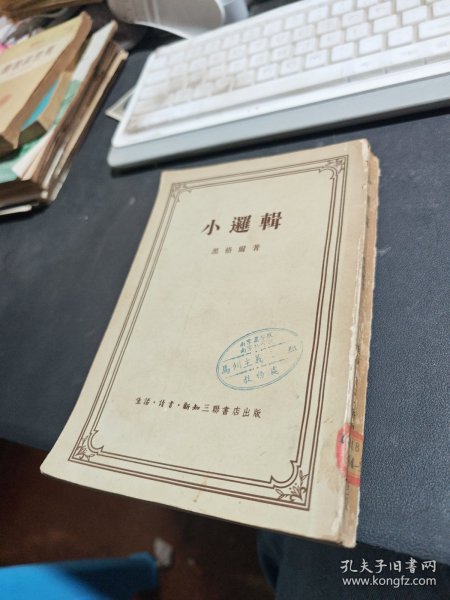 小邏輯
黑格爾著
馬列主義
生活·讀書·新知三聯書店出版
孔夫子旧书网
www.kongfz.com